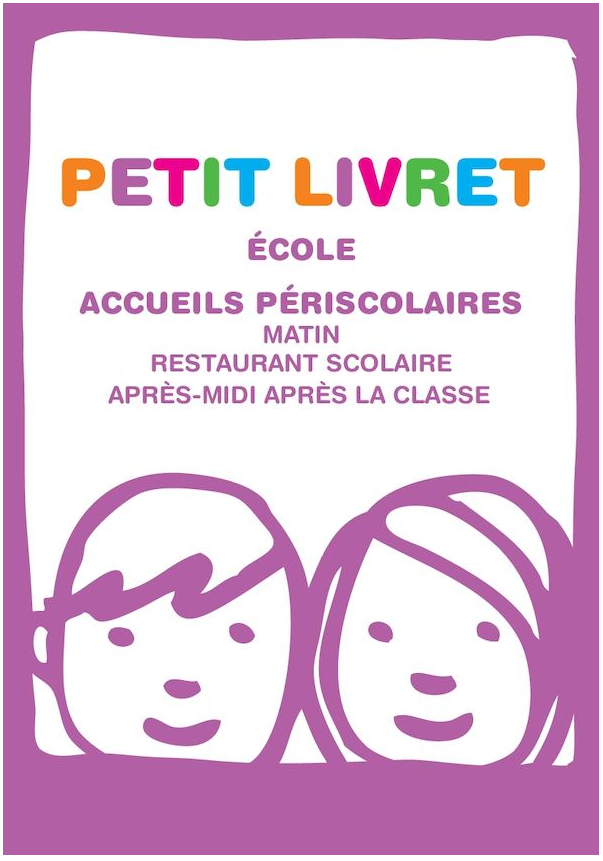 PETIT LIVRET
ÉCOLE
ACCUEILS PÉRISCOLAIRES
MATIN
RESTAURANT SCOLAIRE
APRÈS-MIDI APRÈS LA CLASSE